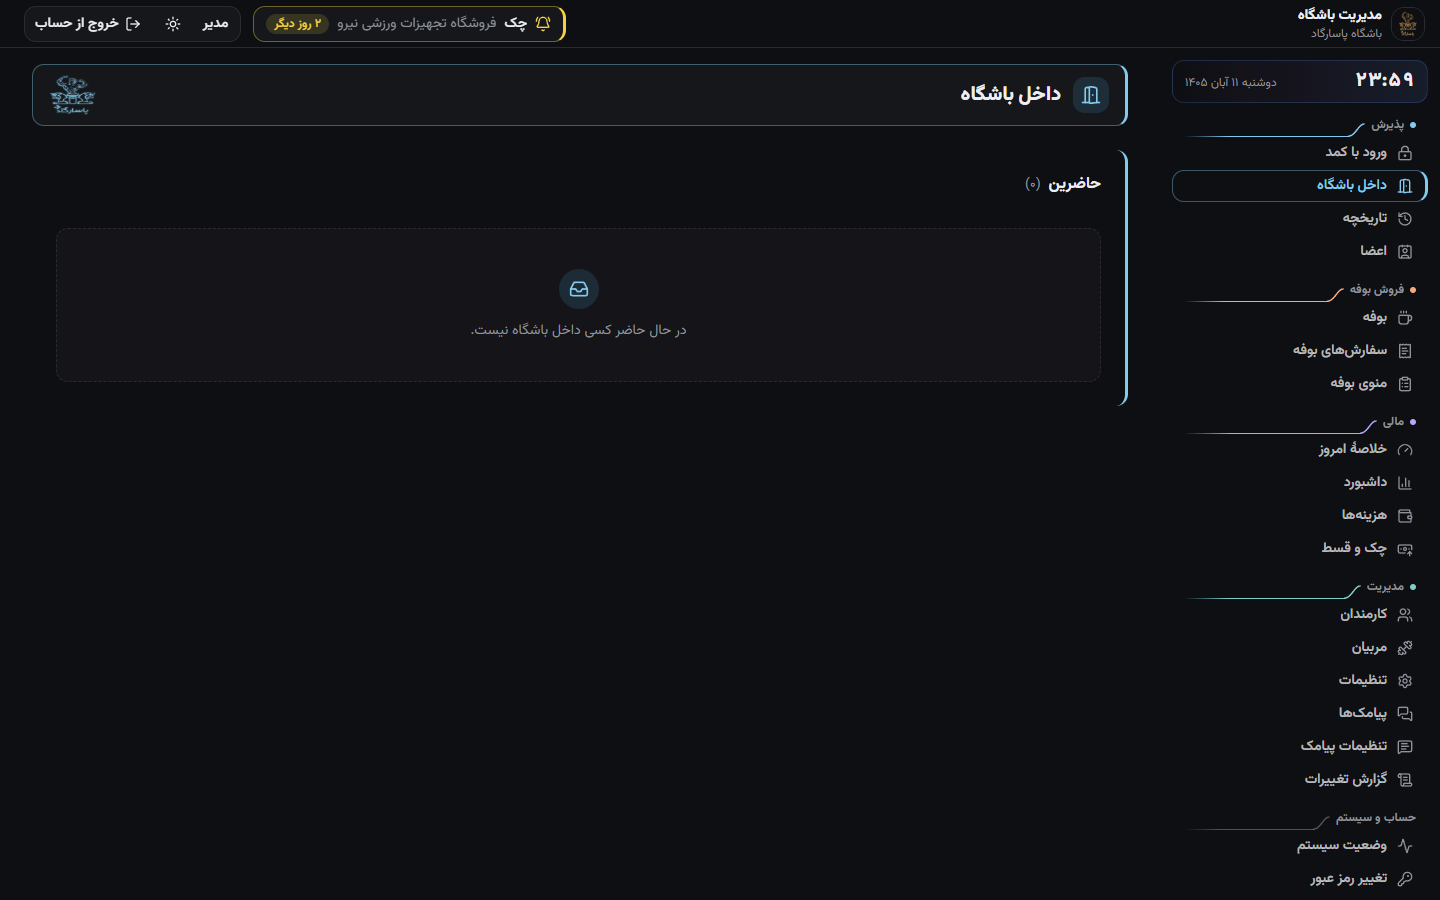 مدیریت باشگاه
باشگاه پاسارگاد
چک فروشگاه تجهیزات ورزشی نیرو ۲ روز دیگر
مدیر
خروج از حساب
۲۳:۵۹
دوشنبه ۱۱ آبان ۱۴۰۵
پذیرش
ورود با کمد
داخل باشگاه
تاریخچه
اعضا
فروش بوفه
بوفه
سفارش‌های بوفه
منوی بوفه
مالی
خلاصهٔ امروز
داشبورد
هزینه‌ها
چک و قسط
مدیریت
کارمندان
مربیان
تنظیمات
پیامک‌ها
تنظیمات پیامک
گزارش تغییرات
حساب و سیستم
وضعیت سیستم
تغییر رمز عبور
داخل باشگاه
پاسارگاد
حاضرین (۰)
در حال حاضر کسی داخل باشگاه نیست.